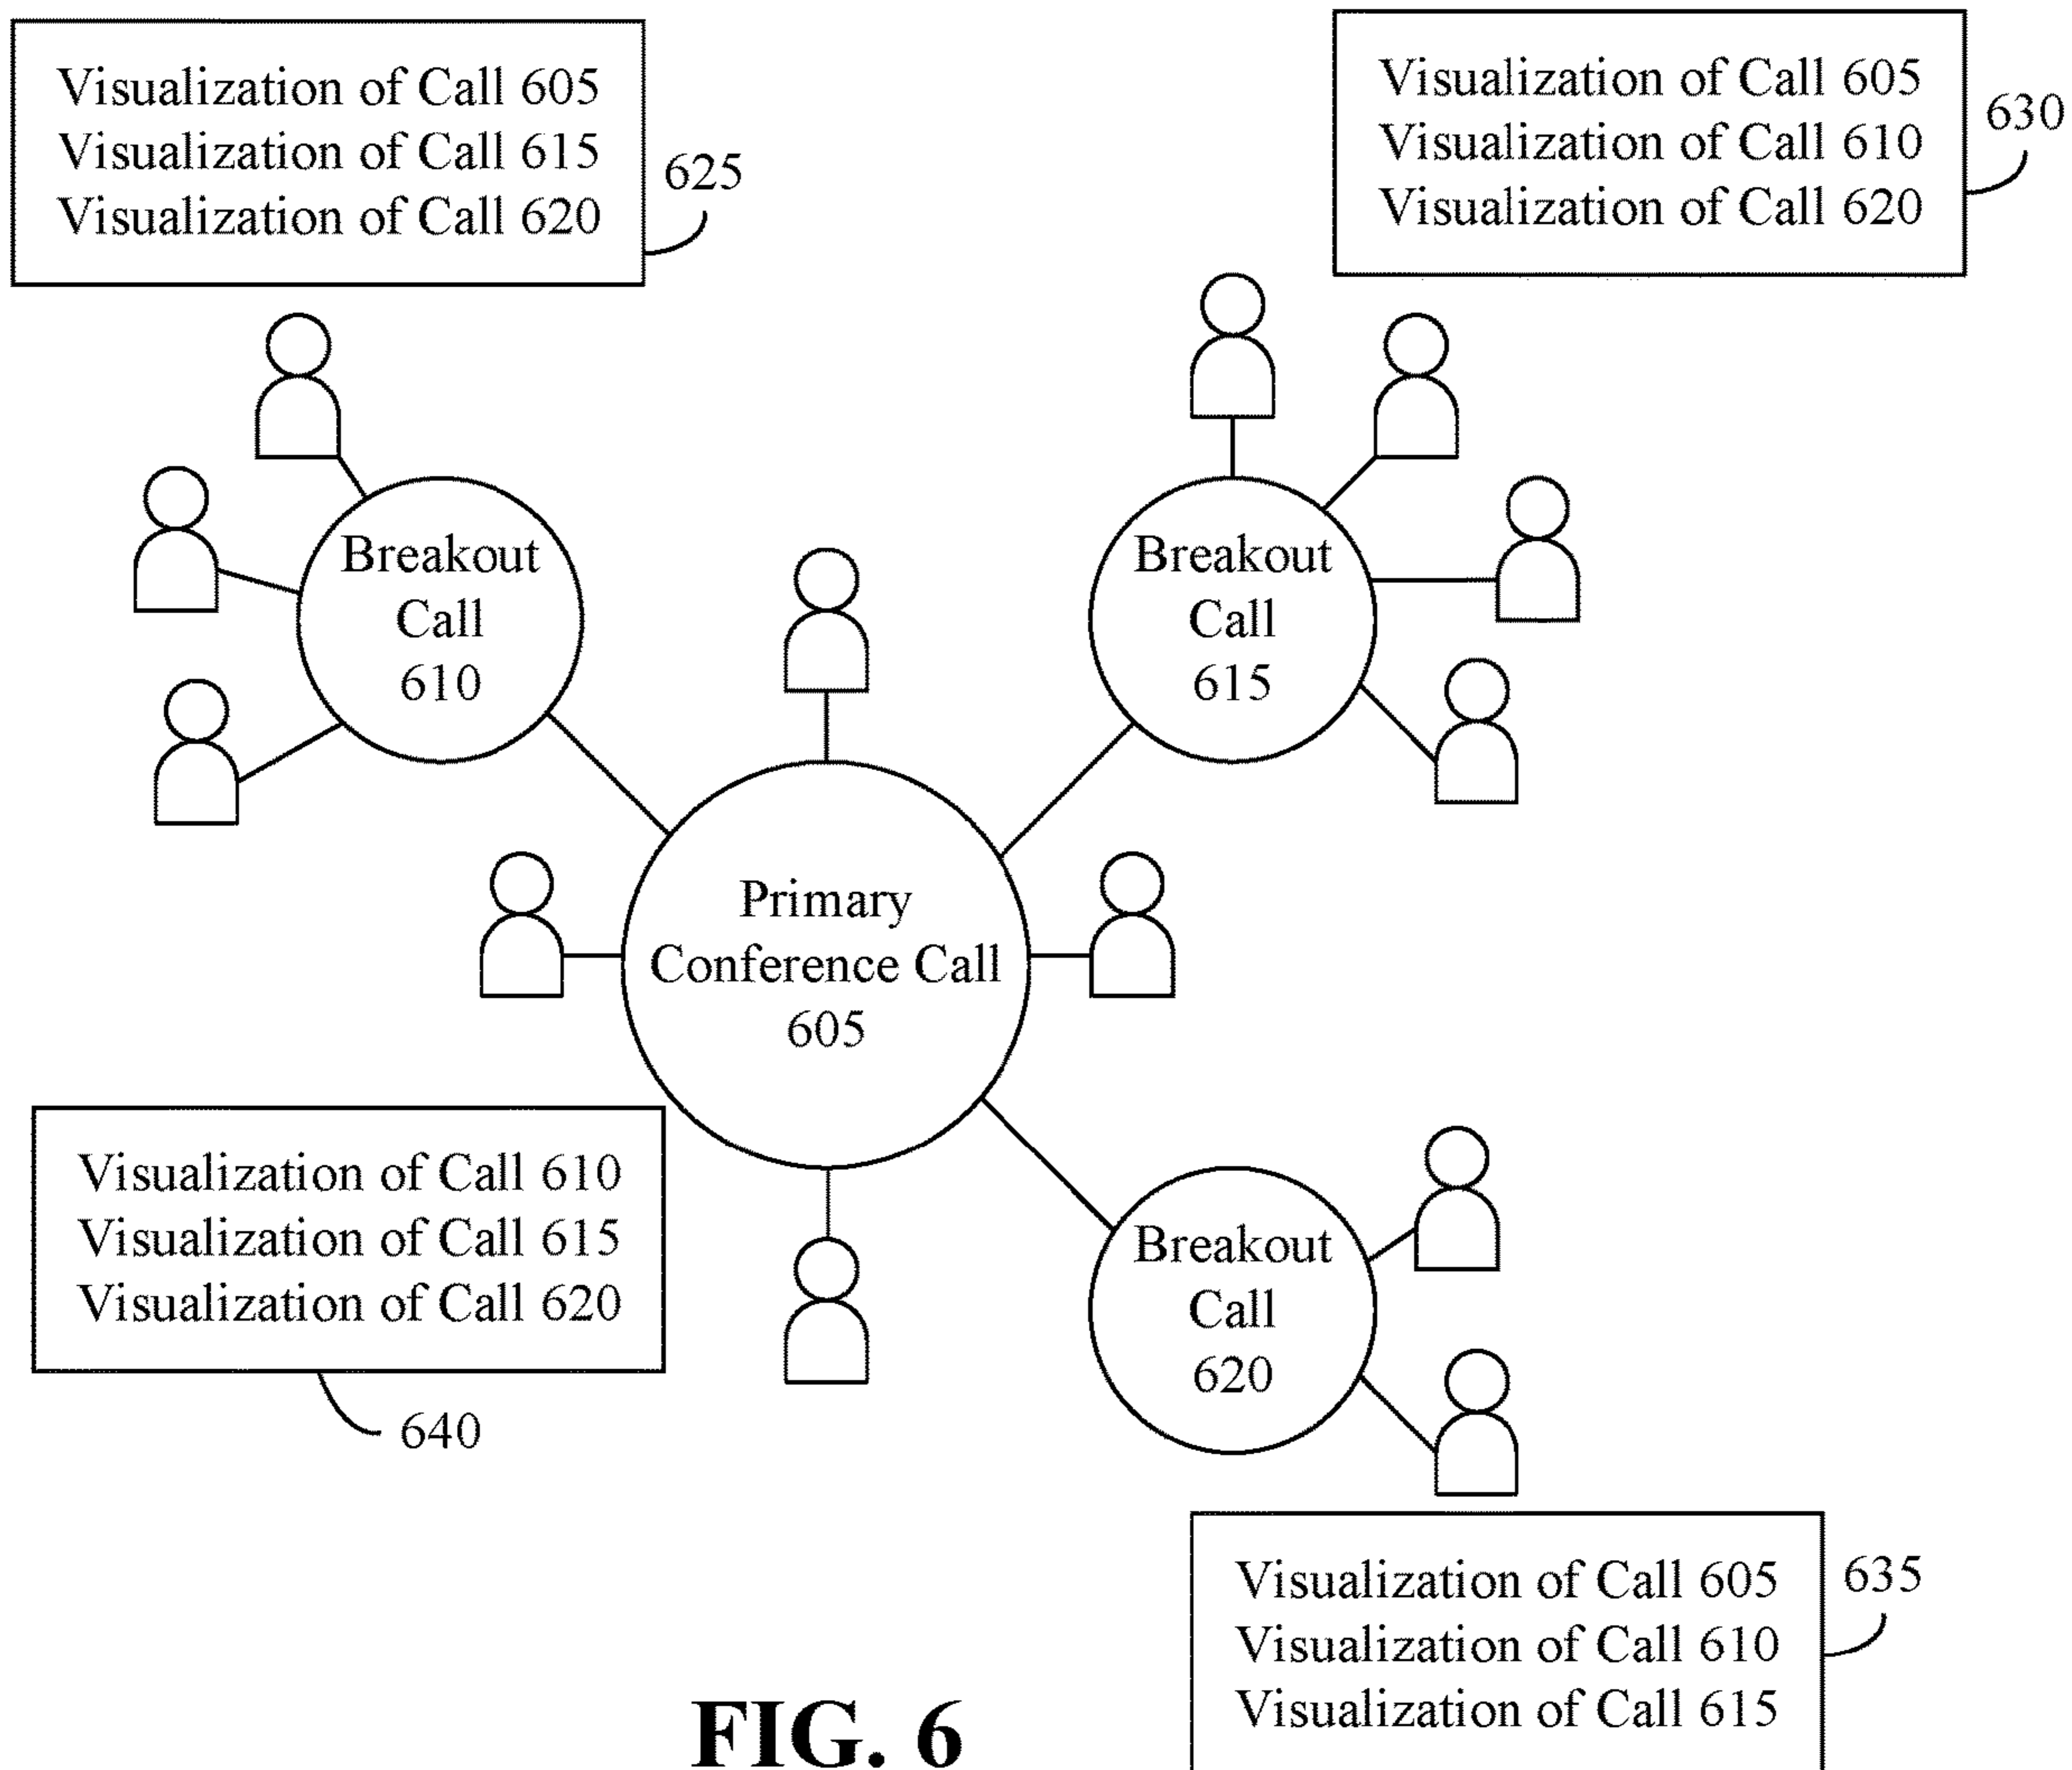 Visualization of Call 605
Visualization of Call 615
Visualization of Call 620
625
Visualization of Call 605
Visualization of Call 610
Visualization of Call 620
630
Breakout
Call
610
Breakout
Call
615
Primary
Conference Call
605
Visualization of Call 610
Visualization of Call 615
Visualization of Call 620
640
Breakout
Call
620
Visualization of Call 605
Visualization of Call 610
Visualization of Call 615
635
FIG. 6